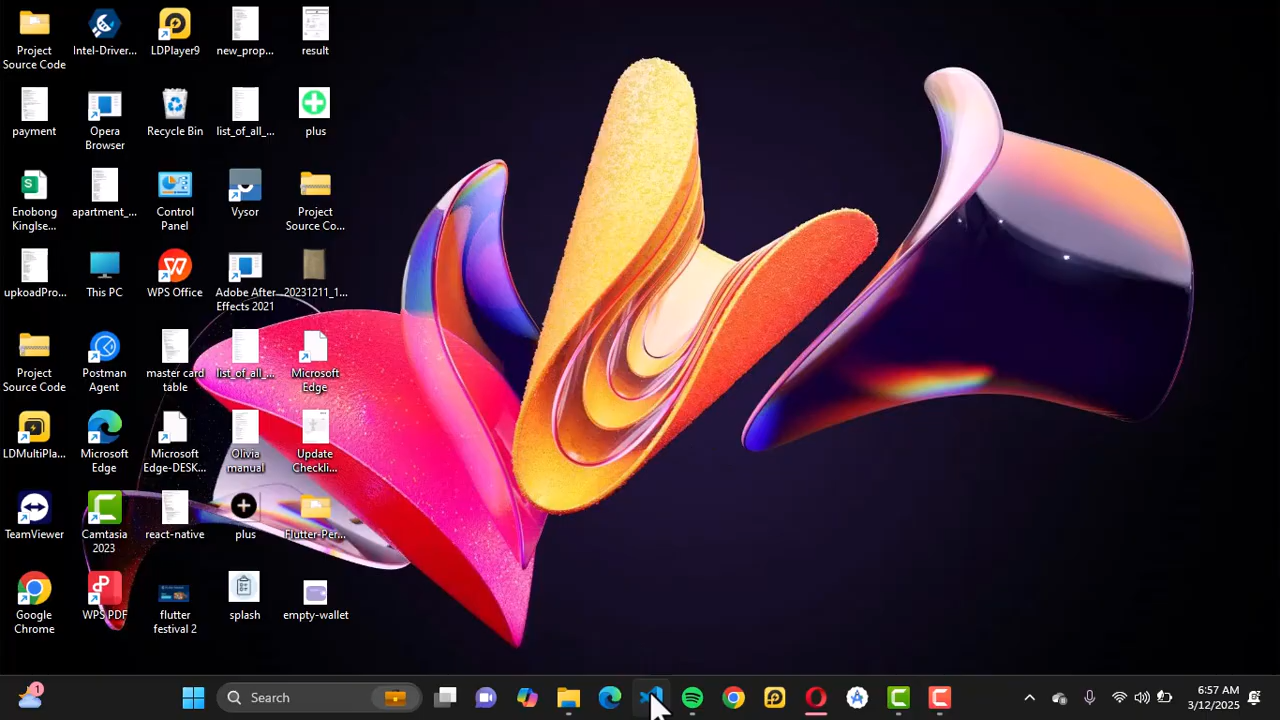 Project
Source Code
Intel-Driver...
LDPlayer9
new_prop...
result
payment
Opera
Browser
Recycle Bin
list_of_all_...
plus
Enobong
Kinglse...
apartment_...
Control
Panel
Vysor
Project
Source Co...
upkoadPro...
This PC
WPS Office
Adobe After
Effects 2021
20231211_1...
Project
Source Code
Postman
Agent
master card
table
list_of_all_...
Microsoft
Edge
LDMultiPla...
Microsoft
Edge
Microsoft
Edge-DESK...
Olivia
manual
Update
Checkli...
TeamViewer
Camtasia
2023
react-native
plus
Flutter-Per...
Google
Chrome
WPS PDF
flutter
festival 2
splash
empty-wallet
1
Search
6:57 AM
3/12/2025